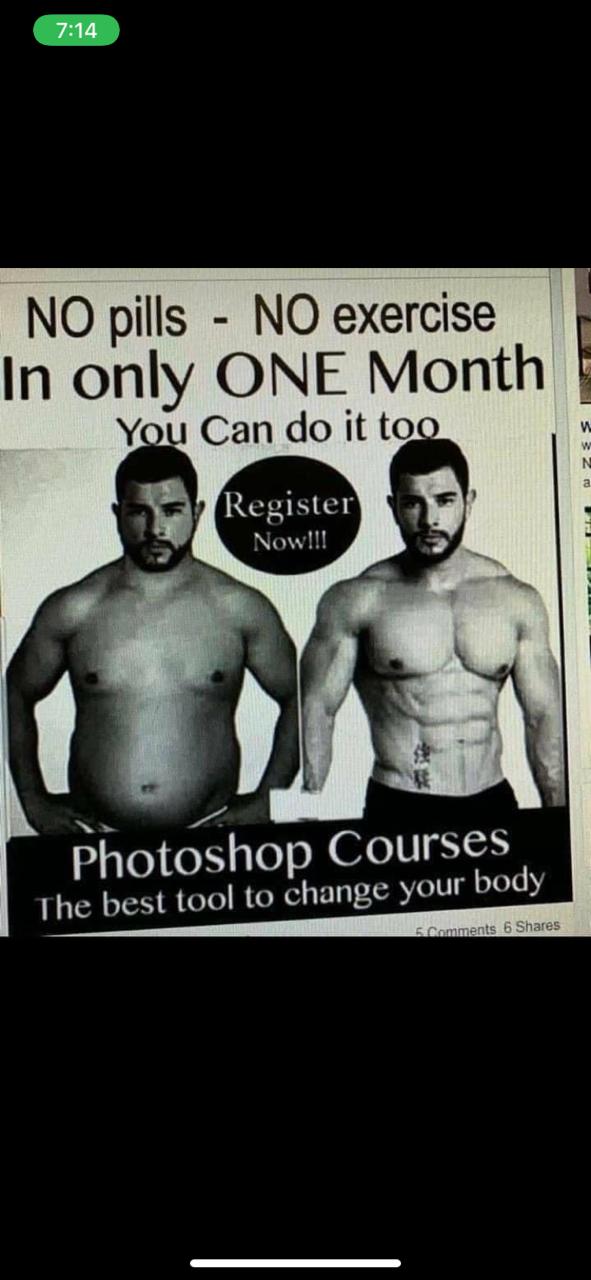 7:14
NO pills - NO exercise
In only ONE Month
You Can do it too
Register
Now!!!
Photoshop Courses
The best tool to change your body
5 Comments 6 Shares